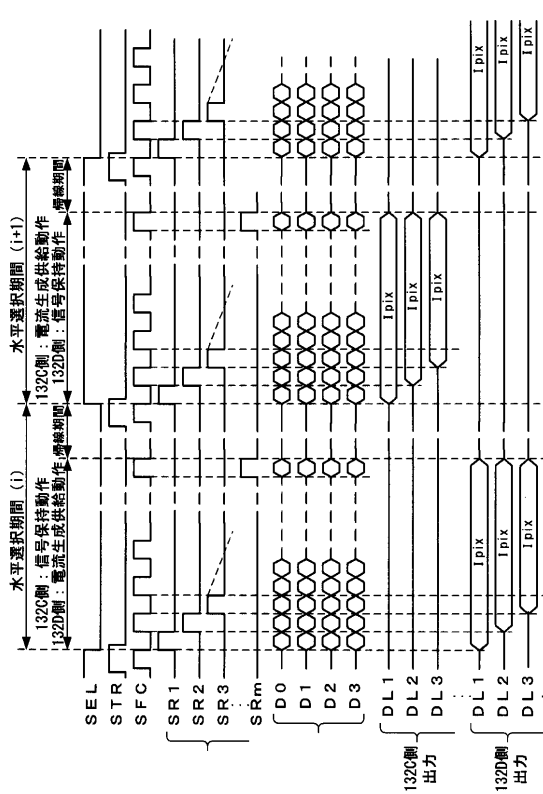 水平選択期間 (i)
水平選択期間 (i+1)
132C側：信号保持動作
132D側：電流生成供給動作
帰線期間
132C側：電流生成供給動作
132D側：信号保持動作
帰線期間
SEL
STR
SFC
SR1
SR2
SR3
SRm
D0
D1
D2
D3
132C側
出力
DL1
Ipix
DL2
Ipix
DL3
Ipix
132D側
出力
DL1
Ipix
Ipix
DL2
Ipix
Ipix
DL3
Ipix
Ipix